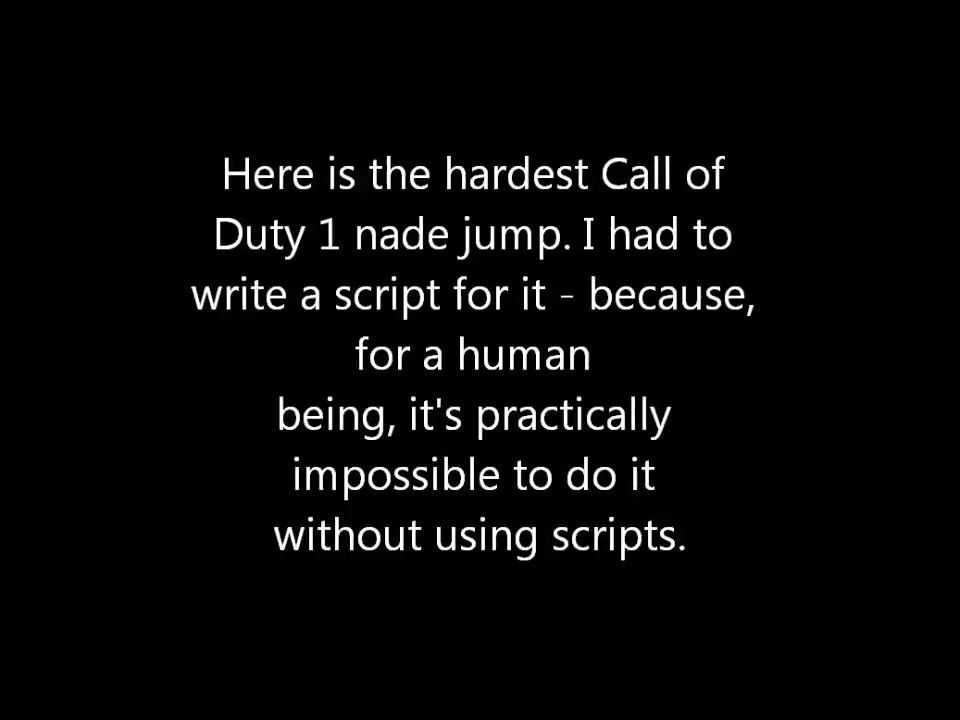 Here is the hardest Call of
Duty 1 nade jump. I had to
write a script for it - because,
for a human
being, it's practically
impossible to do it
without using scripts.